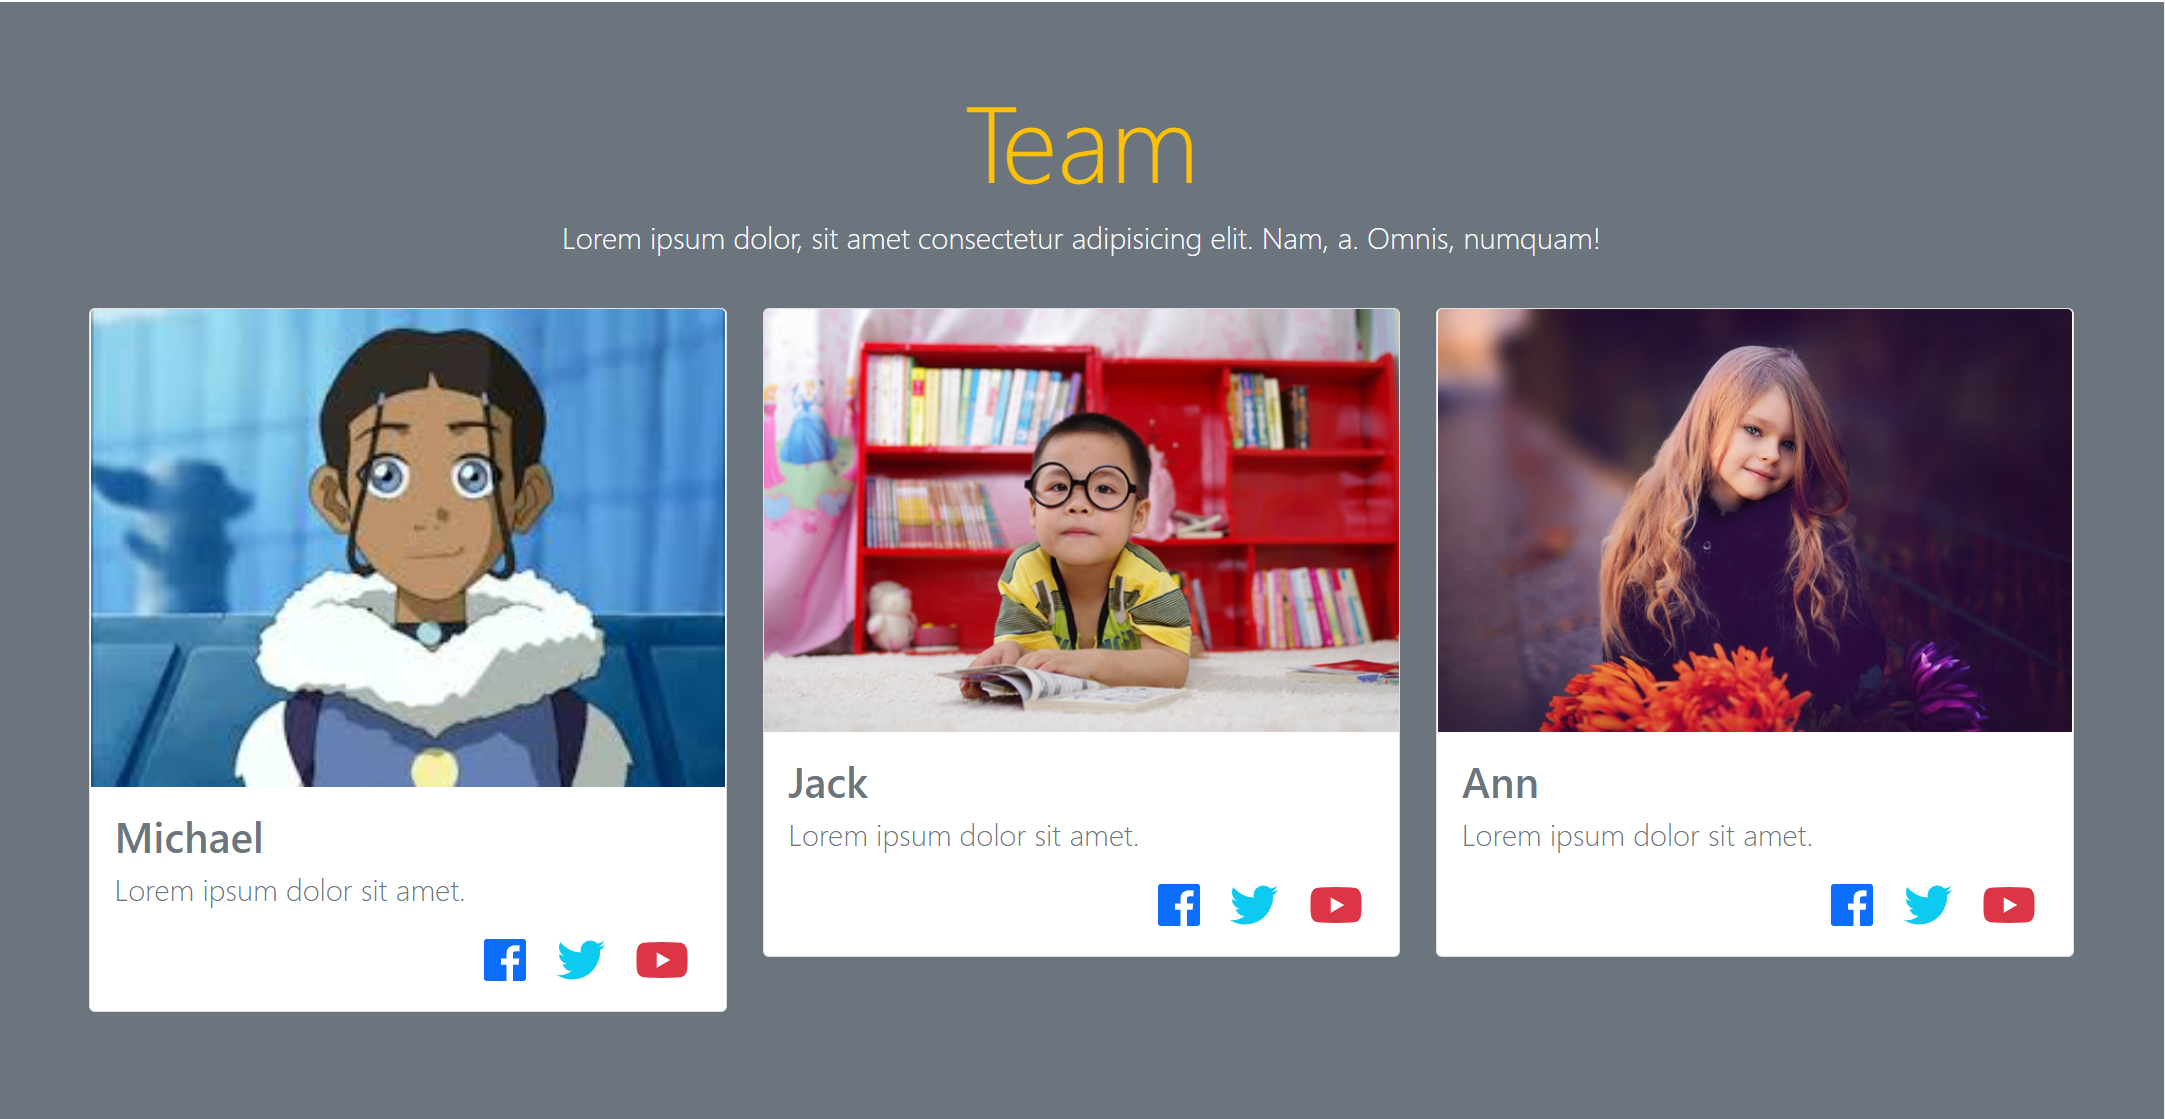 Team
Lorem ipsum dolor, sit amet consectetur adipisicing elit. Nam, a. Omnis, numquam!
Michael
Lorem ipsum dolor sit amet.
Jack
Lorem ipsum dolor sit amet.
Ann
Lorem ipsum dolor sit amet.